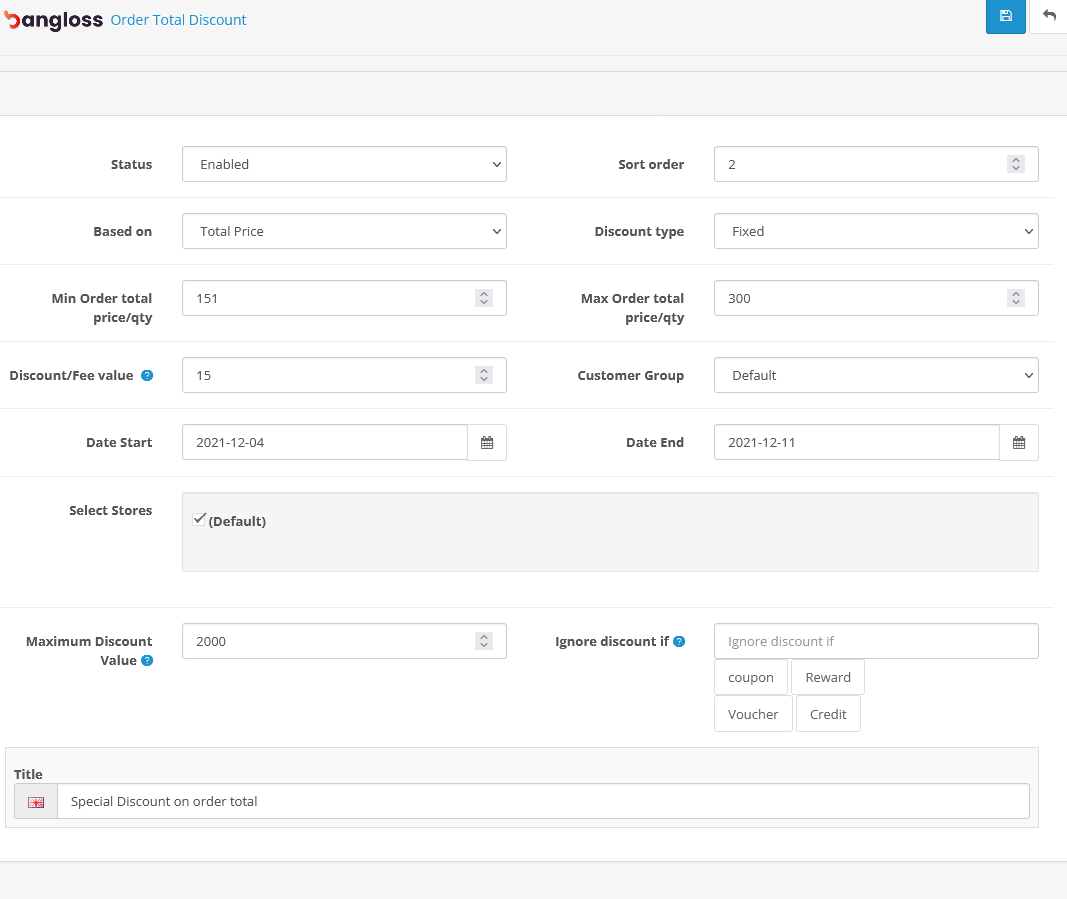 bangloss Order Total Discount
Status Enabled Sort order 2
Based on Total Price Discount type Fixed
Min Order total price/qty 151 Max Order total price/qty 300
Discount/Fee value ? 15 Customer Group Default
Date Start 2021-12-04 Date End 2021-12-11
Select Stores (Default)
Maximum Discount Value ? 2000 Ignore discount if ? Ignore discount if
coupon Reward
Voucher Credit
Title
Special Discount on order total